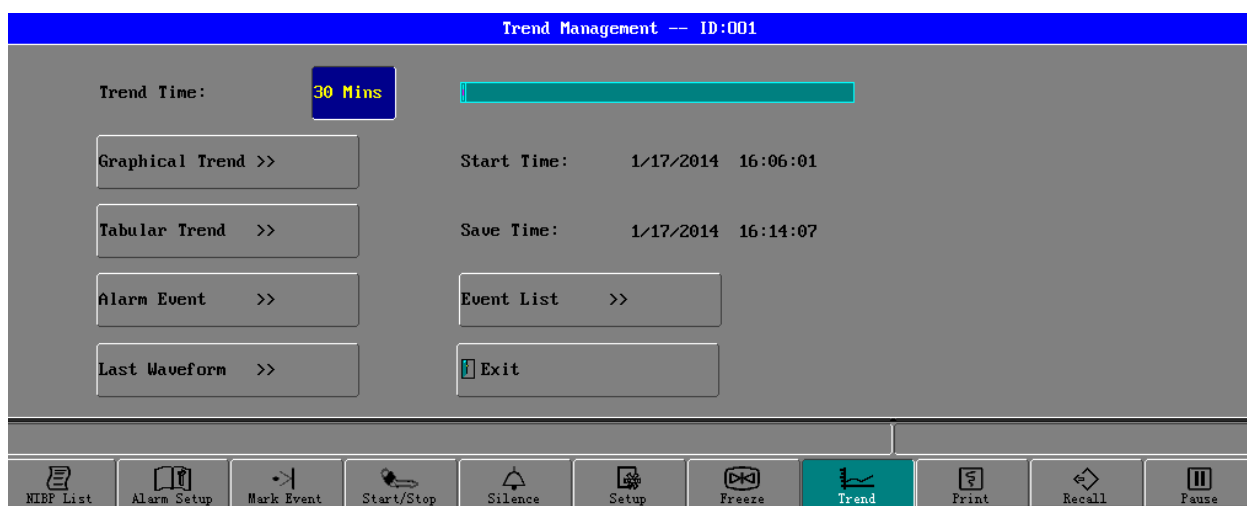 Trend Management -- ID:001
Trend Time: 30 Mins
Graphical Trend >> Start Time: 1/17/2014 16:06:01
Tabular Trend >> Save Time: 1/17/2014 16:14:07
Alarm Event >> Event List >>
Last Waveform >> Exit
NIBP List Alarm Setup Mark Event Start/Stop Silence Setup Freeze Trend Print Recall Pause